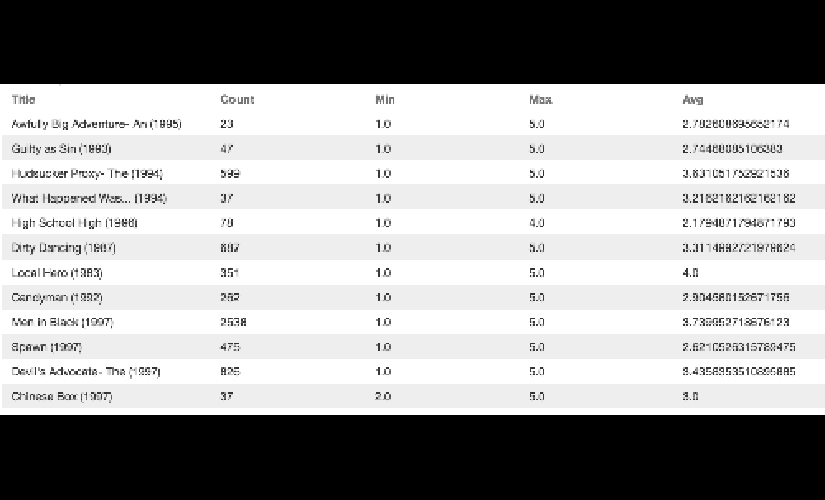 Title Count Min Max Avg
Awfully Big Adventure- An (1995) 23 1.0 5.0 2.782608695652174
Guilty as Sin (1993) 47 1.0 5.0 2.74468085106383
Hudsucker Proxy- The (1994) 599 1.0 5.0 3.631051752921536
What Happened Was... (1994) 37 1.0 5.0 3.2162162162162162
High School High (1996) 78 1.0 4.0 2.1794871794871793
Dirty Dancing (1987) 687 1.0 5.0 3.3114992721979624
Local Hero (1983) 351 1.0 5.0 4.0
Candyman (1992) 262 1.0 5.0 2.904580152671756
Men in Black (1997) 2538 1.0 5.0 3.739952718676123
Spawn (1997) 475 1.0 5.0 2.6210526315789475
Devil's Advocate- The (1997) 826 1.0 5.0 3.4358353510895885
Chinese Box (1997) 37 2.0 5.0 3.0